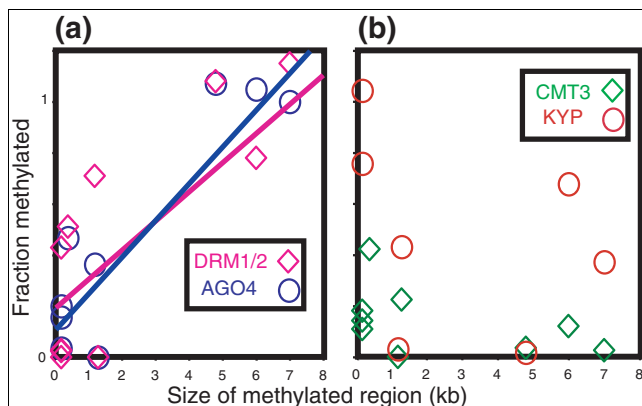 (a) (b)
Fraction methylated
1
0
DRM1/2
AGO4
CMT3
KYP
0 1 2 3 4 5 6 7 8
0 1 2 3 4 5 6 7 8
Size of methylated region (kb)